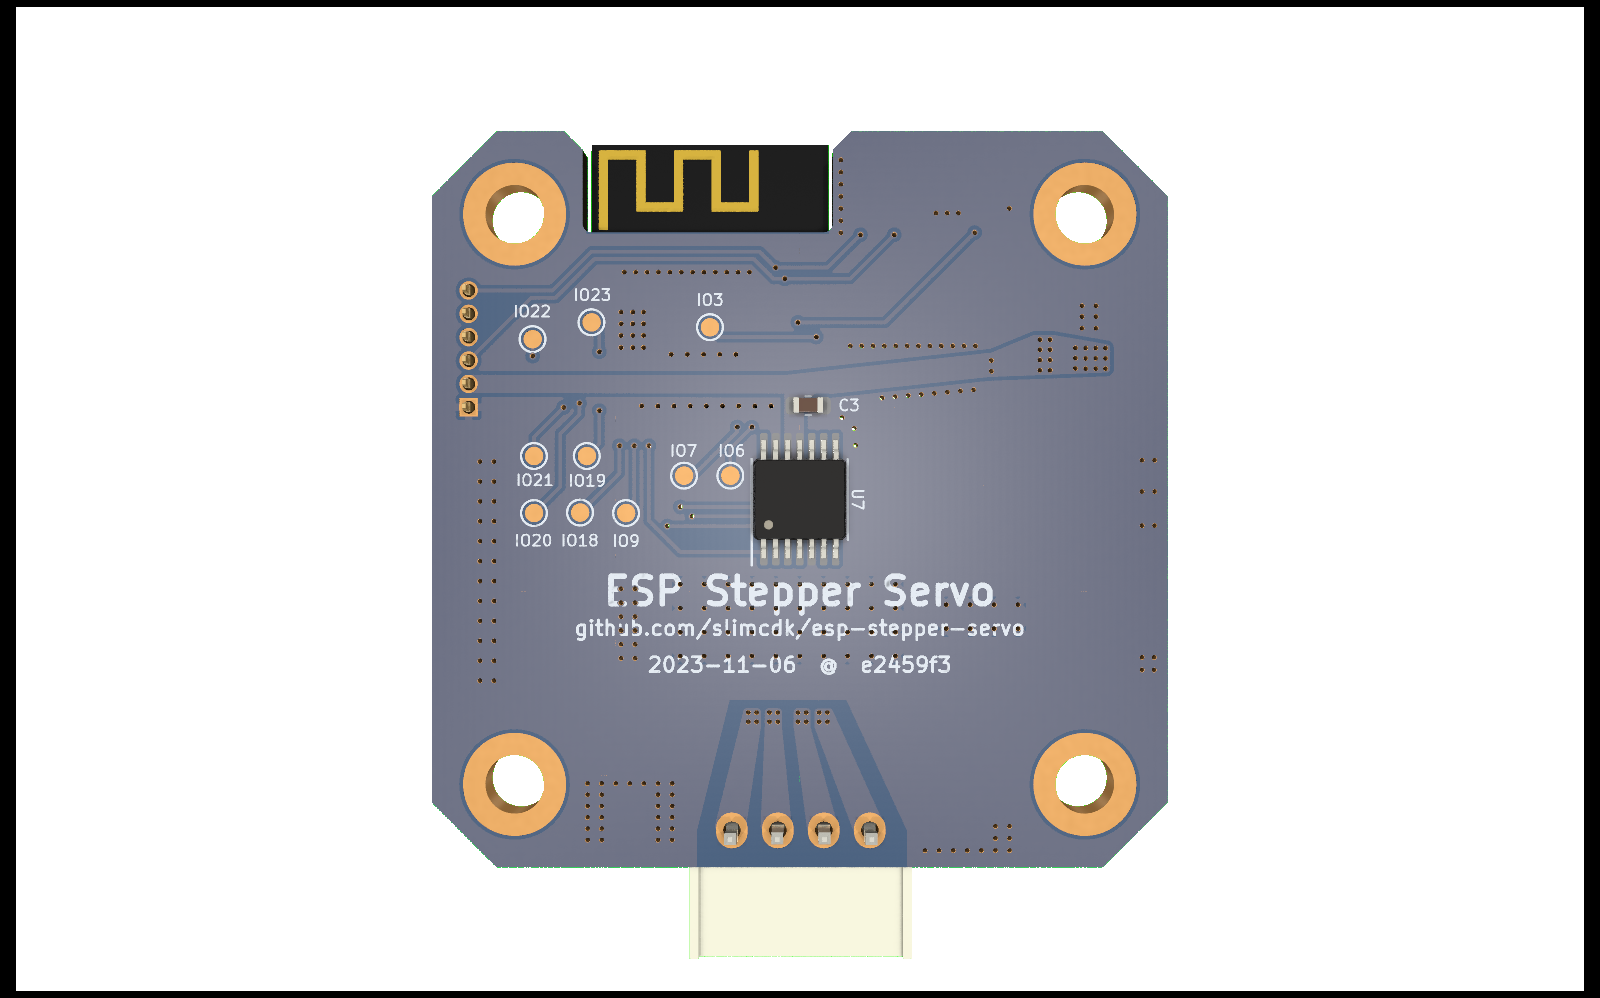 IO23
IO3
IO22
C3
IO7 IO6
IO21 IO19
U7
IO20 IO18 IO9
ESP Stepper Servo
github.com/slimcdk/esp-stepper-servo
2023-11-06 @ e2459f3